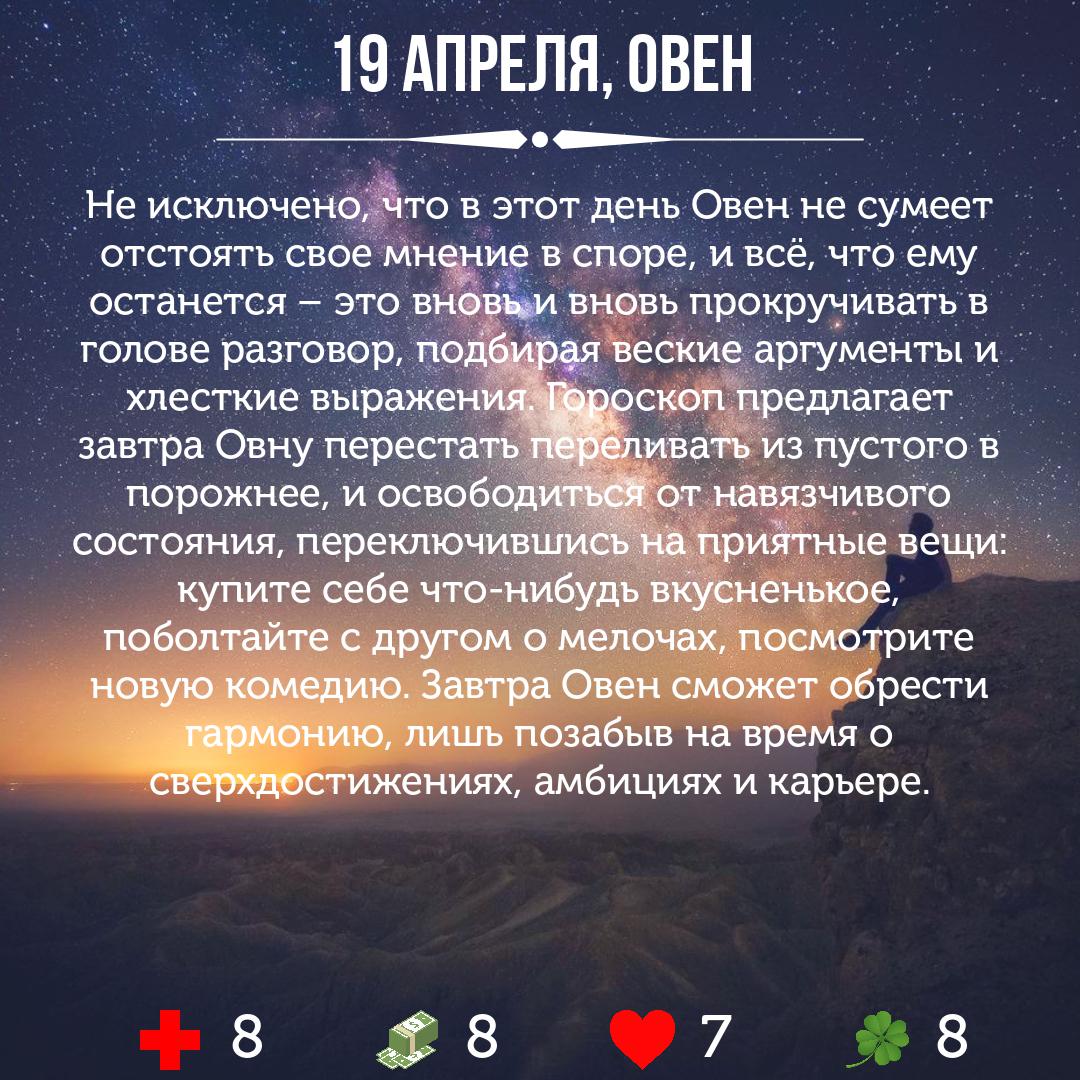 19 АПРЕЛЯ, ОВЕН
Не исключено, что в этот день Овен не сумеет
отстоять свое мнение в споре, и всё, что ему
останется – это вновь и вновь прокручивать в
голове разговор, подбирая веские аргументы и
хлесткие выражения. Гороскоп предлагает
завтра Овну перестать переливать из пустого в
порожнее, и освободиться от навязчивого
состояния, переключившись на приятные вещи:
купите себе что-нибудь вкусненькое,
поболтайте с другом о мелочах, посмотрите
новую комедию. Завтра Овен сможет обрести
гармонию, лишь позабыв на время о
сверхдостижениях, амбициях и карьере.
8 8 7 8